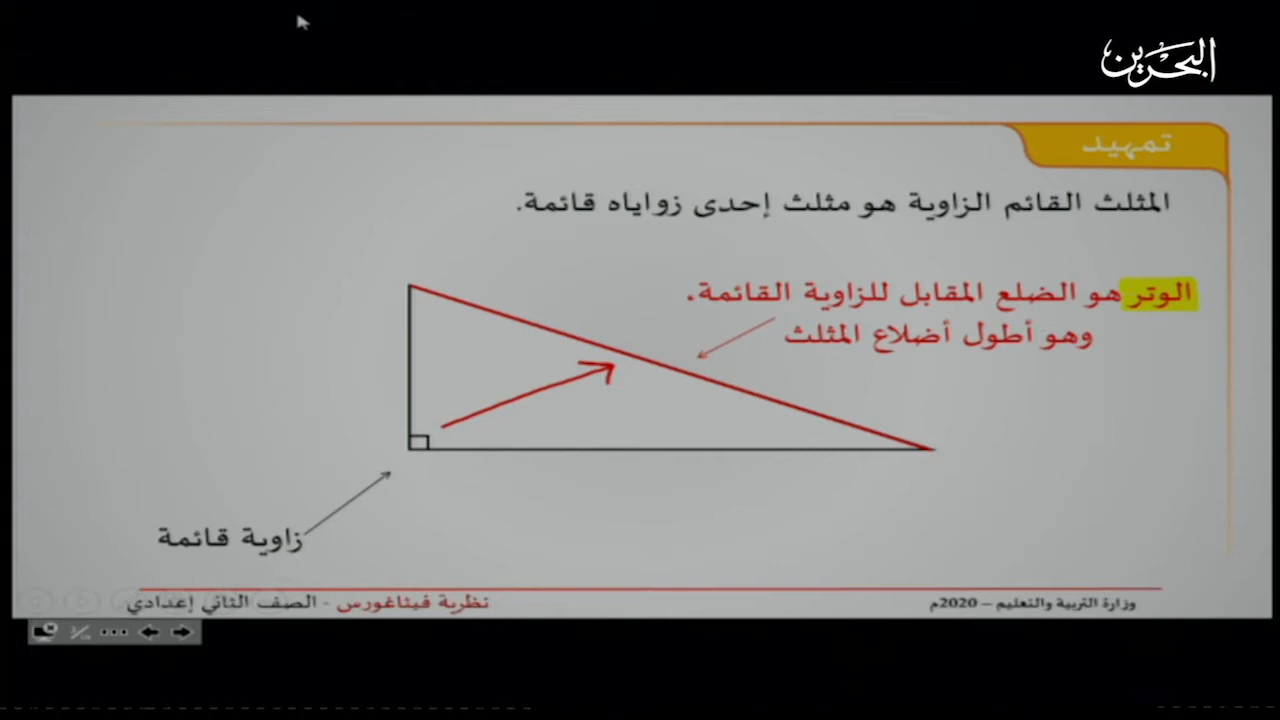 البحرين
تمهيد
المثلث القائم الزاوية هو مثلث إحدى زواياه قائمة.
الوتر هو الضلع المقابل للزاوية القائمة،
وهو أطول أضلاع المثلث
زاوية قائمة
وزارة التربية والتعليم – 2020م
نظرية فيثاغورس - الصف الثاني إعدادي